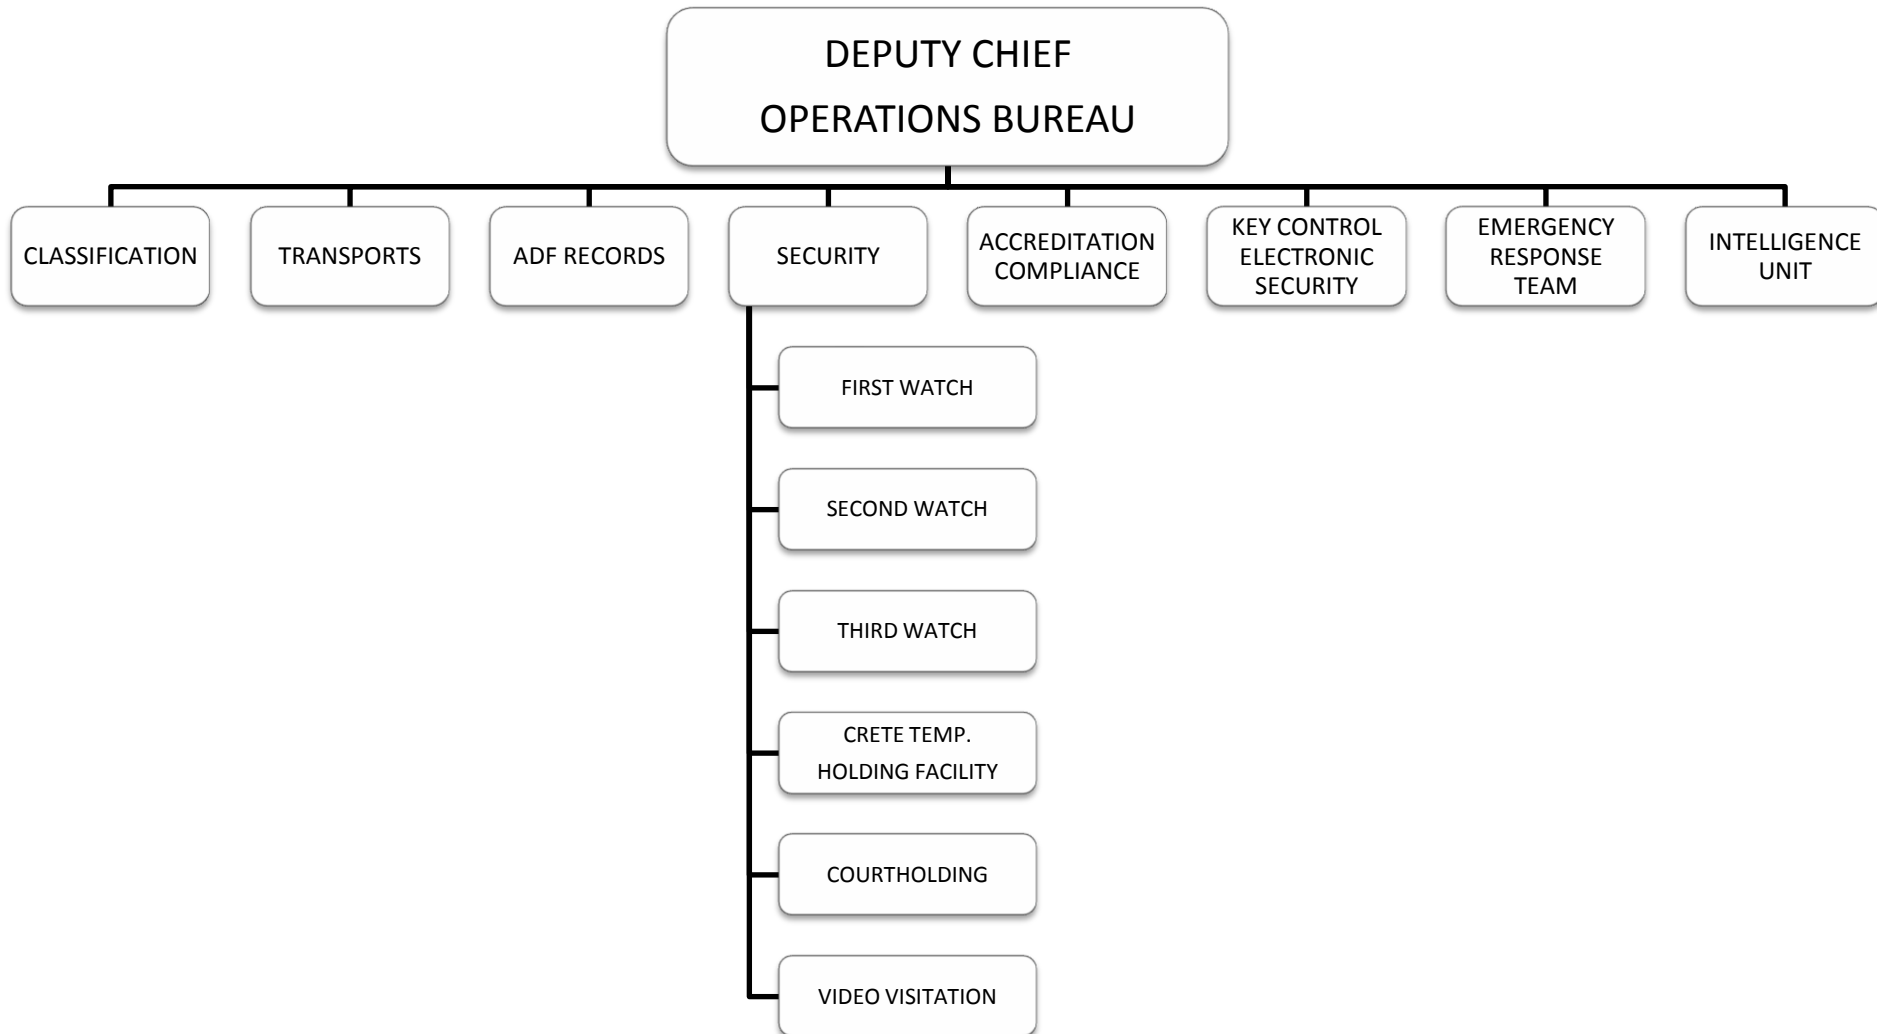 DEPUTY CHIEF
OPERATIONS BUREAU
CLASSIFICATION
TRANSPORTS
ADF RECORDS
SECURITY
ACCREDITATION
COMPLIANCE
KEY CONTROL
ELECTRONIC
SECURITY
EMERGENCY
RESPONSE
TEAM
INTELLIGENCE
UNIT
FIRST WATCH
SECOND WATCH
THIRD WATCH
CRETE TEMP.
HOLDING FACILITY
COURTHOLDING
VIDEO VISITATION